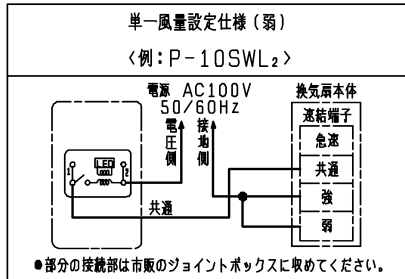 単一風量設定仕様（弱）
〈例：P-10SWL₂〉
電源 AC100V
50/60Hz
電圧側
接地側
換気扇本体
速結端子
急速
共通
強
弱
LED
1
2
共通
●部分の接続部は市販のジョイントボックスに収めてください。